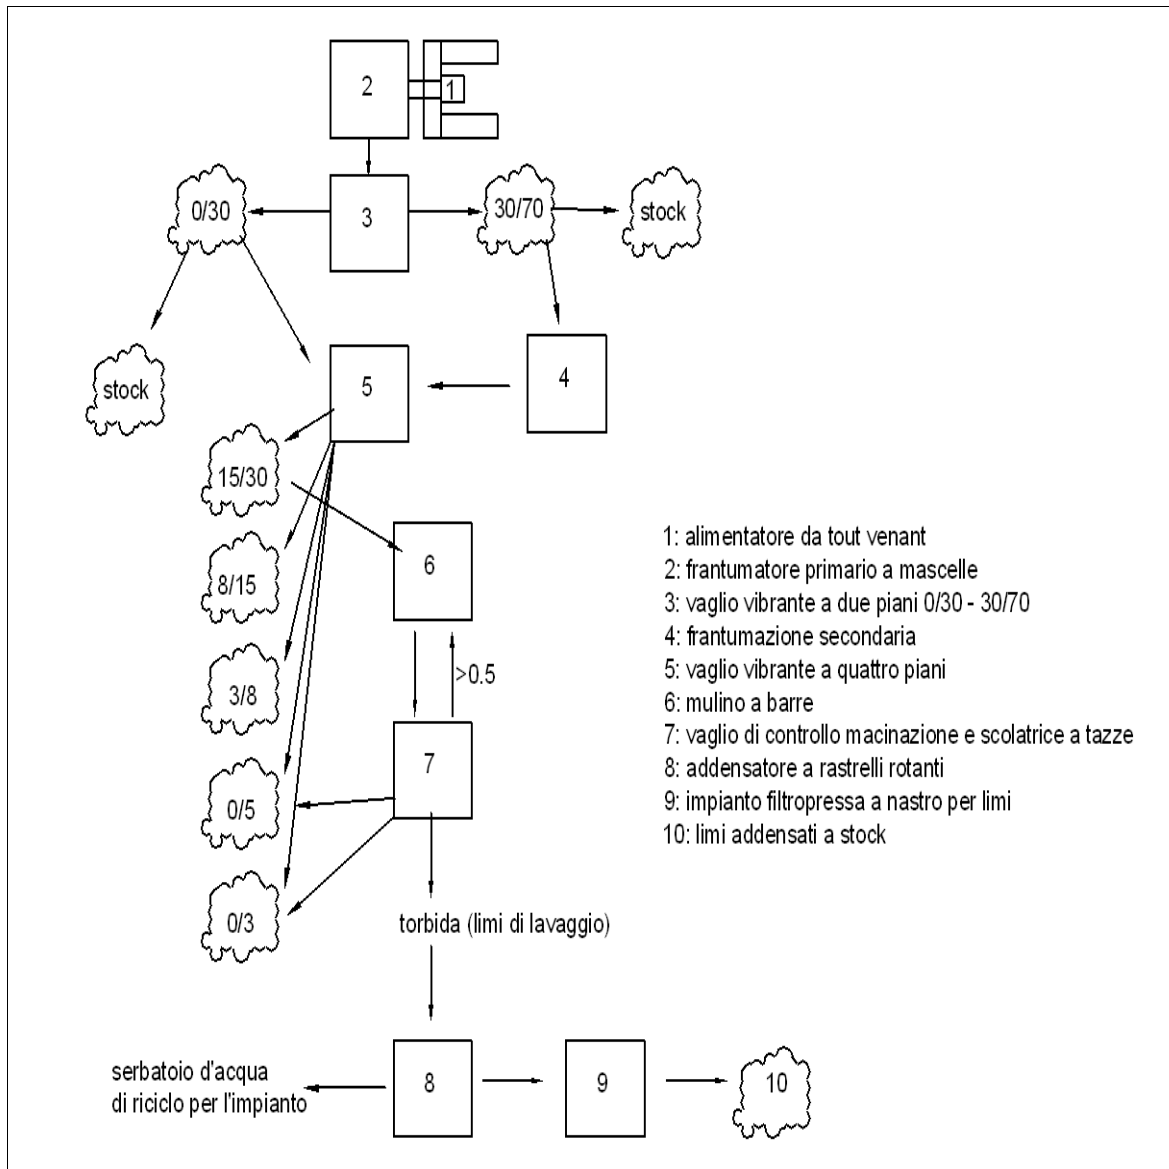 2
1
0/30
3
30/70
stock
stock
5
4
15/30
8/15
6
3/8
>0.5
7
0/5
0/3
1: alimentatore da tout venant
2: frantumatore primario a mascelle
3: vaglio vibrante a due piani 0/30 - 30/70
4: frantumazione secondaria
5: vaglio vibrante a quattro piani
6: mulino a barre
7: vaglio di controllo macinazione e scolatrice a tazze
8: addensatore a rastrelli rotanti
9: impianto filtropressa a nastro per limi
10: limi addensati a stock
torbida (limi di lavaggio)
serbatoio d'acqua
di riciclo per l'impianto
8
9
10